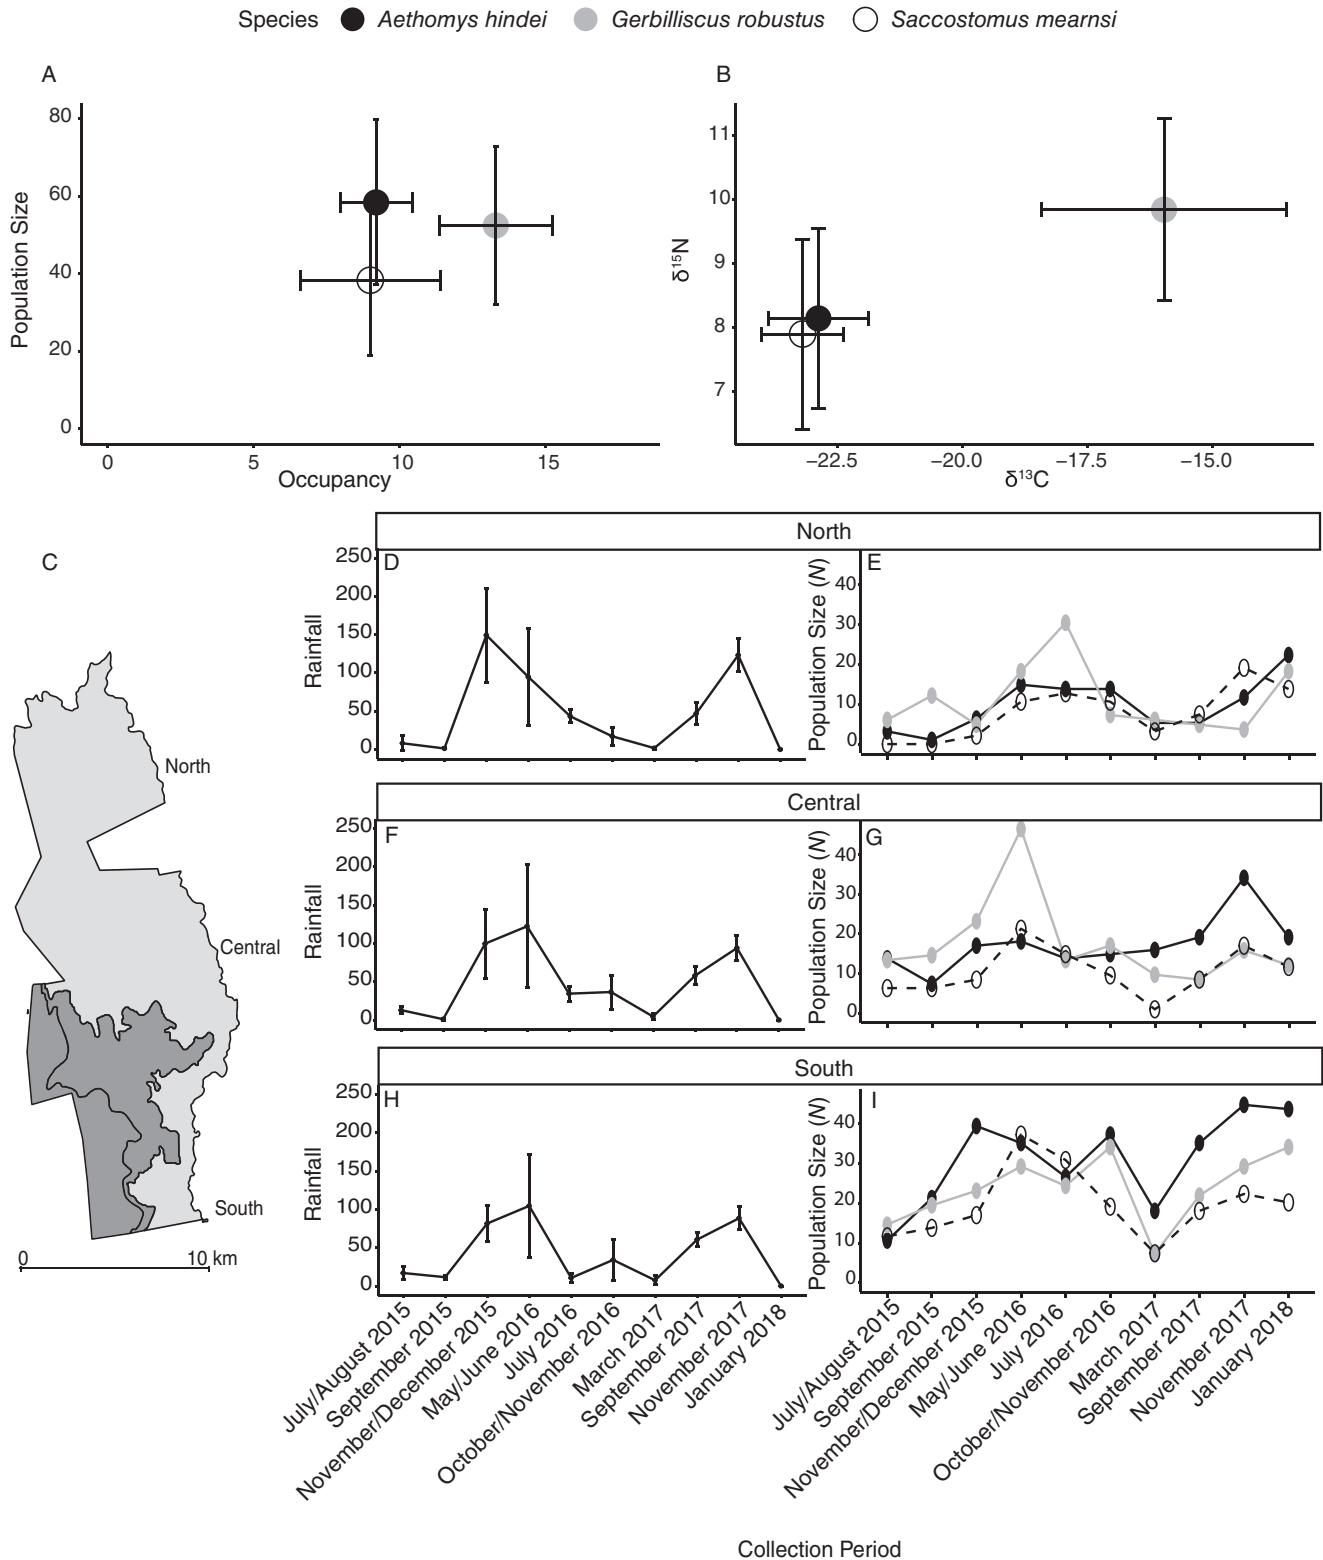 Species Aethomys hindei Gerbilliscus robustus Saccostomus mearnsi
A
Population Size
80
60
40
20
0
0 5 10 15
Occupancy
B
δ¹⁵N
11
10
9
8
7
−22.5 −20.0 −17.5 −15.0
δ¹³C
C
North
Central
South
0 10 km
North
D
Rainfall
250
200
150
100
50
0
E
Population Size (N)
40
30
20
10
0
Central
F
Rainfall
250
200
150
100
50
0
G
Population Size (N)
40
30
20
10
0
South
H
Rainfall
250
200
150
100
50
0
I
Population Size (N)
40
30
20
10
0
July/August 2015
September 2015
November/December 2015
May/June 2016
July 2016
October/November 2016
March 2017
September 2017
November 2017
January 2018
July/August 2015
September 2015
November/December 2015
May/June 2016
July 2016
October/November 2016
March 2017
September 2017
November 2017
January 2018
Collection Period